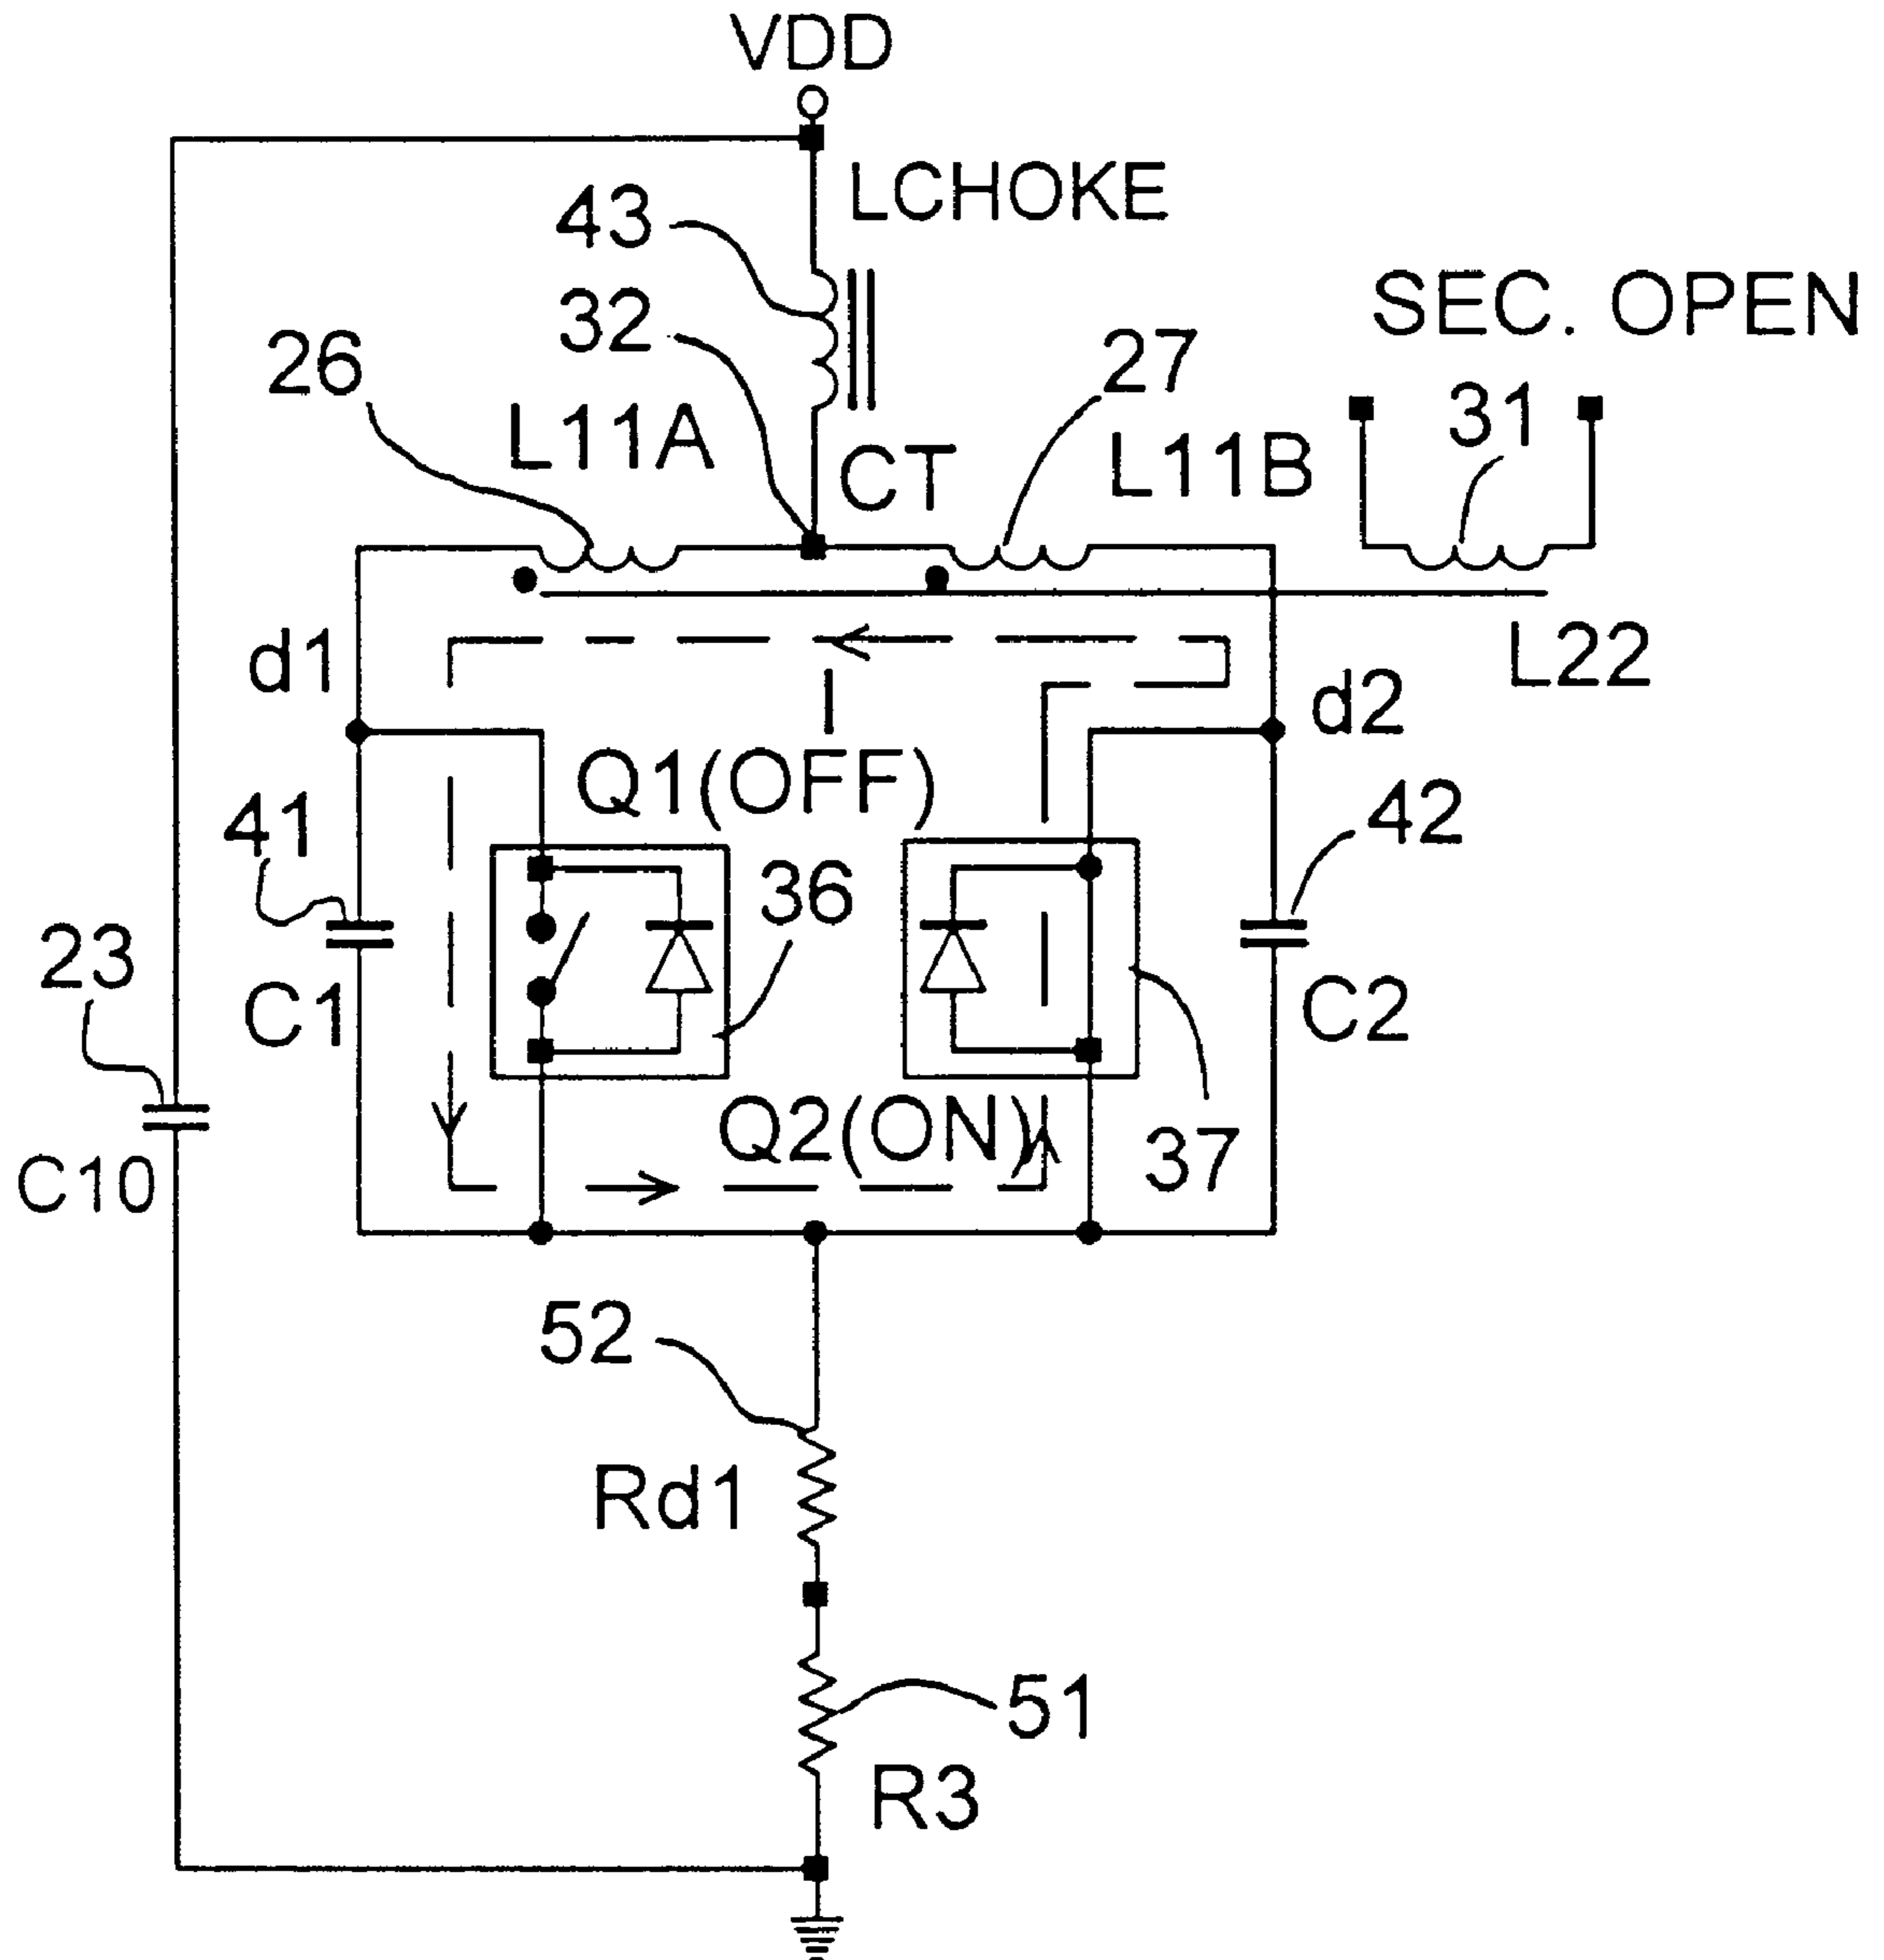 VDD
LCHOKE
43
32
SEC. OPEN
26
27
31
L11A
CT
L11B
d1
L22
I
d2
Q1(OFF)
41
42
36
23
C1
C2
Q2(ON)
37
C10
52
Rd1
51
R3